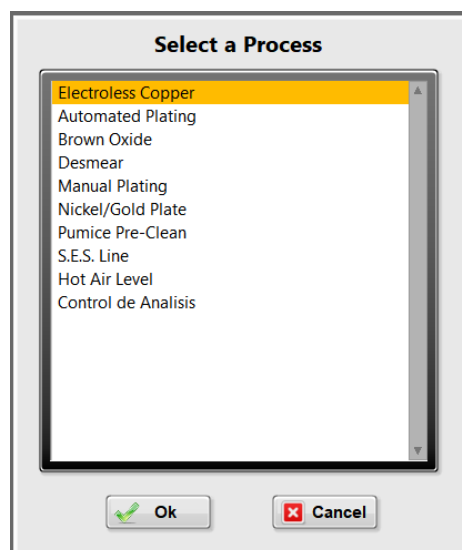 Select a Process
Electroless Copper
Automated Plating
Brown Oxide
Desmear
Manual Plating
Nickel/Gold Plate
Pumice Pre-Clean
S.E.S. Line
Hot Air Level
Control de Analisis
Ok
Cancel